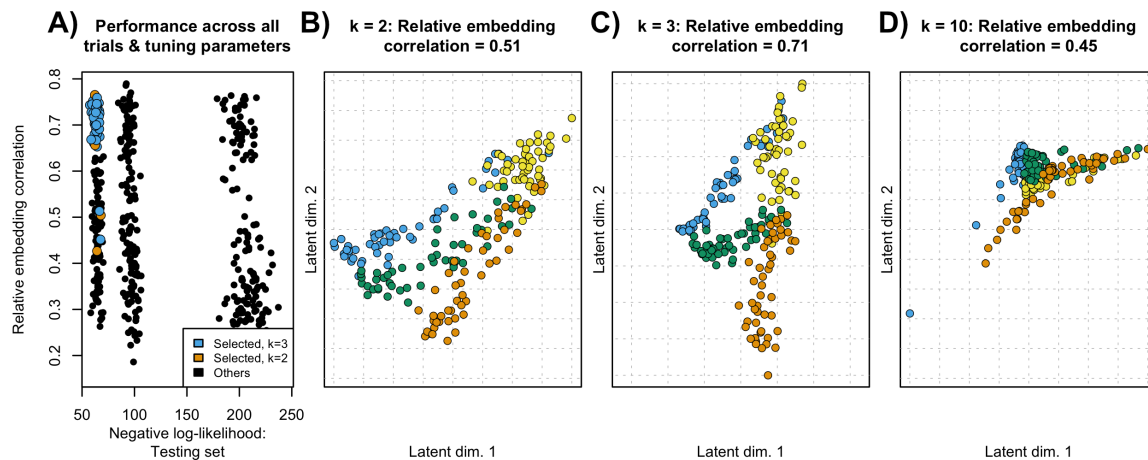 A)
Performance across all
trials & tuning parameters
Relative embedding correlation
0.8
0.7
0.6
0.5
0.4
0.3
0.2
Selected, k=3
Selected, k=2
Others
50
100
150
200
250
Negative log-likelihood:
Testing set
B)
k = 2: Relative embedding
correlation = 0.51
Latent dim. 2
Latent dim. 1
C)
k = 3: Relative embedding
correlation = 0.71
Latent dim. 2
Latent dim. 1
D)
k = 10: Relative embedding
correlation = 0.45
Latent dim. 2
Latent dim. 1